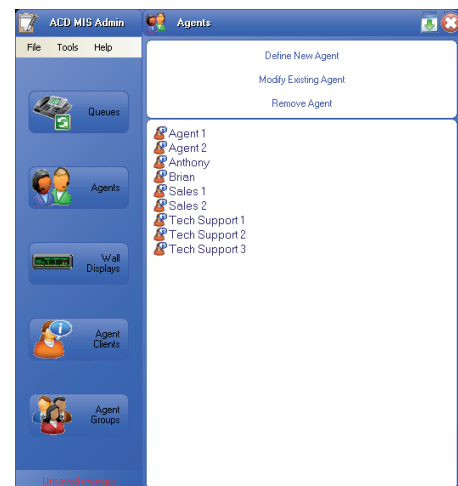 ACD MIS Admin
Agents
File Tools Help
Define New Agent
Modify Existing Agent
Remove Agent
Queues
Agents
Wall
Displays
Agent
Clients
Agent
Groups
Agent 1
Agent 2
Anthony
Brian
Sales 1
Sales 2
Tech Support 1
Tech Support 2
Tech Support 3